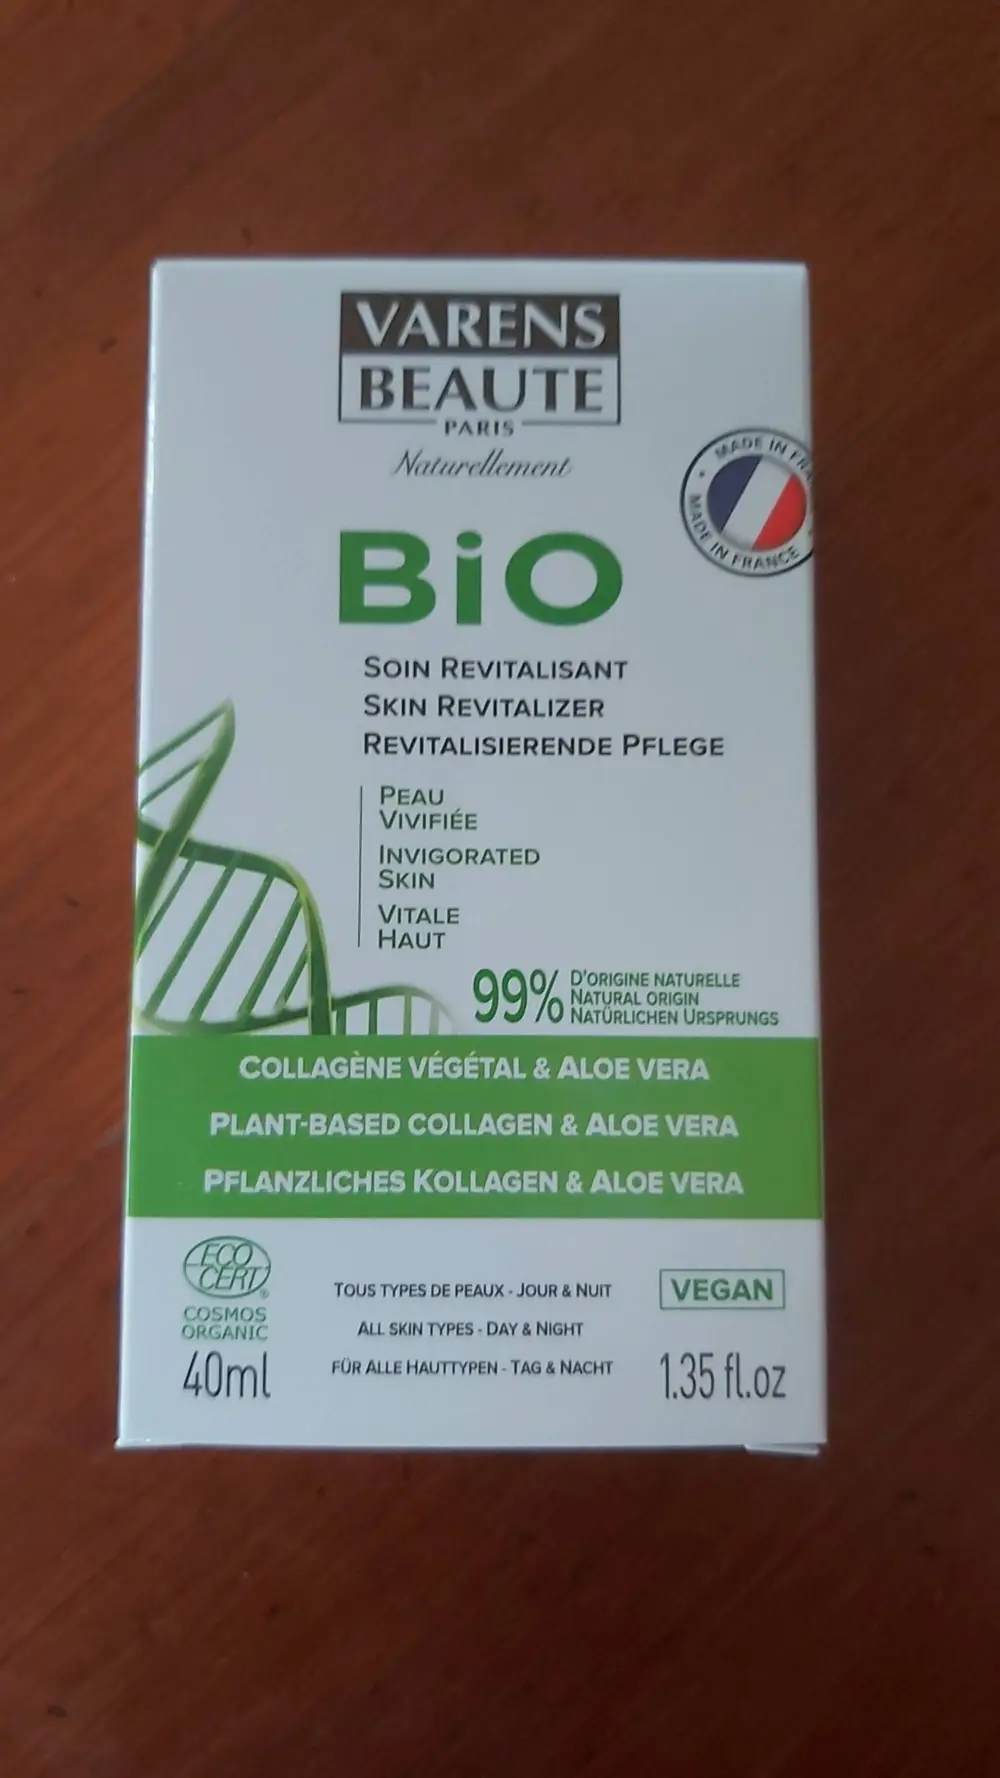 VARENS
BEAUTE
PARIS
Naturellement
MADE IN FRA
MADE IN FRANCE
BiO
SOIN REVITALISANT
SKIN REVITALIZER
REVITALISIERENDE PFLEGE
PEAU
VIVIFIÉE
INVIGORATED
SKIN
VITALE
HAUT
99% D'ORIGINE NATURELLE
NATURAL ORIGIN
NATÜRLICHEN URSPRUNGS
COLLAGÈNE VÉGÉTAL & ALOE VERA
PLANT-BASED COLLAGEN & ALOE VERA
PFLANZLICHES KOLLAGEN & ALOE VERA
ECO
CERT®
COSMOS
ORGANIC
TOUS TYPES DE PEAUX - JOUR & NUIT
ALL SKIN TYPES - DAY & NIGHT
FÜR ALLE HAUTTYPEN - TAG & NACHT
VEGAN
40ml
1.35 fl.oz